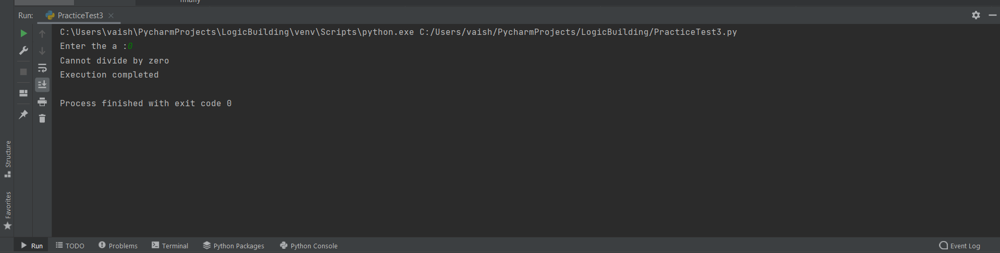 finally
Run: PracticeTest3
C:\Users\vaish\PycharmProjects\LogicBuilding\venv\Scripts\python.exe C:/Users/vaish/PycharmProjects/LogicBuilding/PracticeTest3.py
Enter the a :0
Cannot divide by zero
Execution completed
Process finished with exit code 0
Structure
Favorites
Run TODO Problems Terminal Python Packages Python Console Event Log